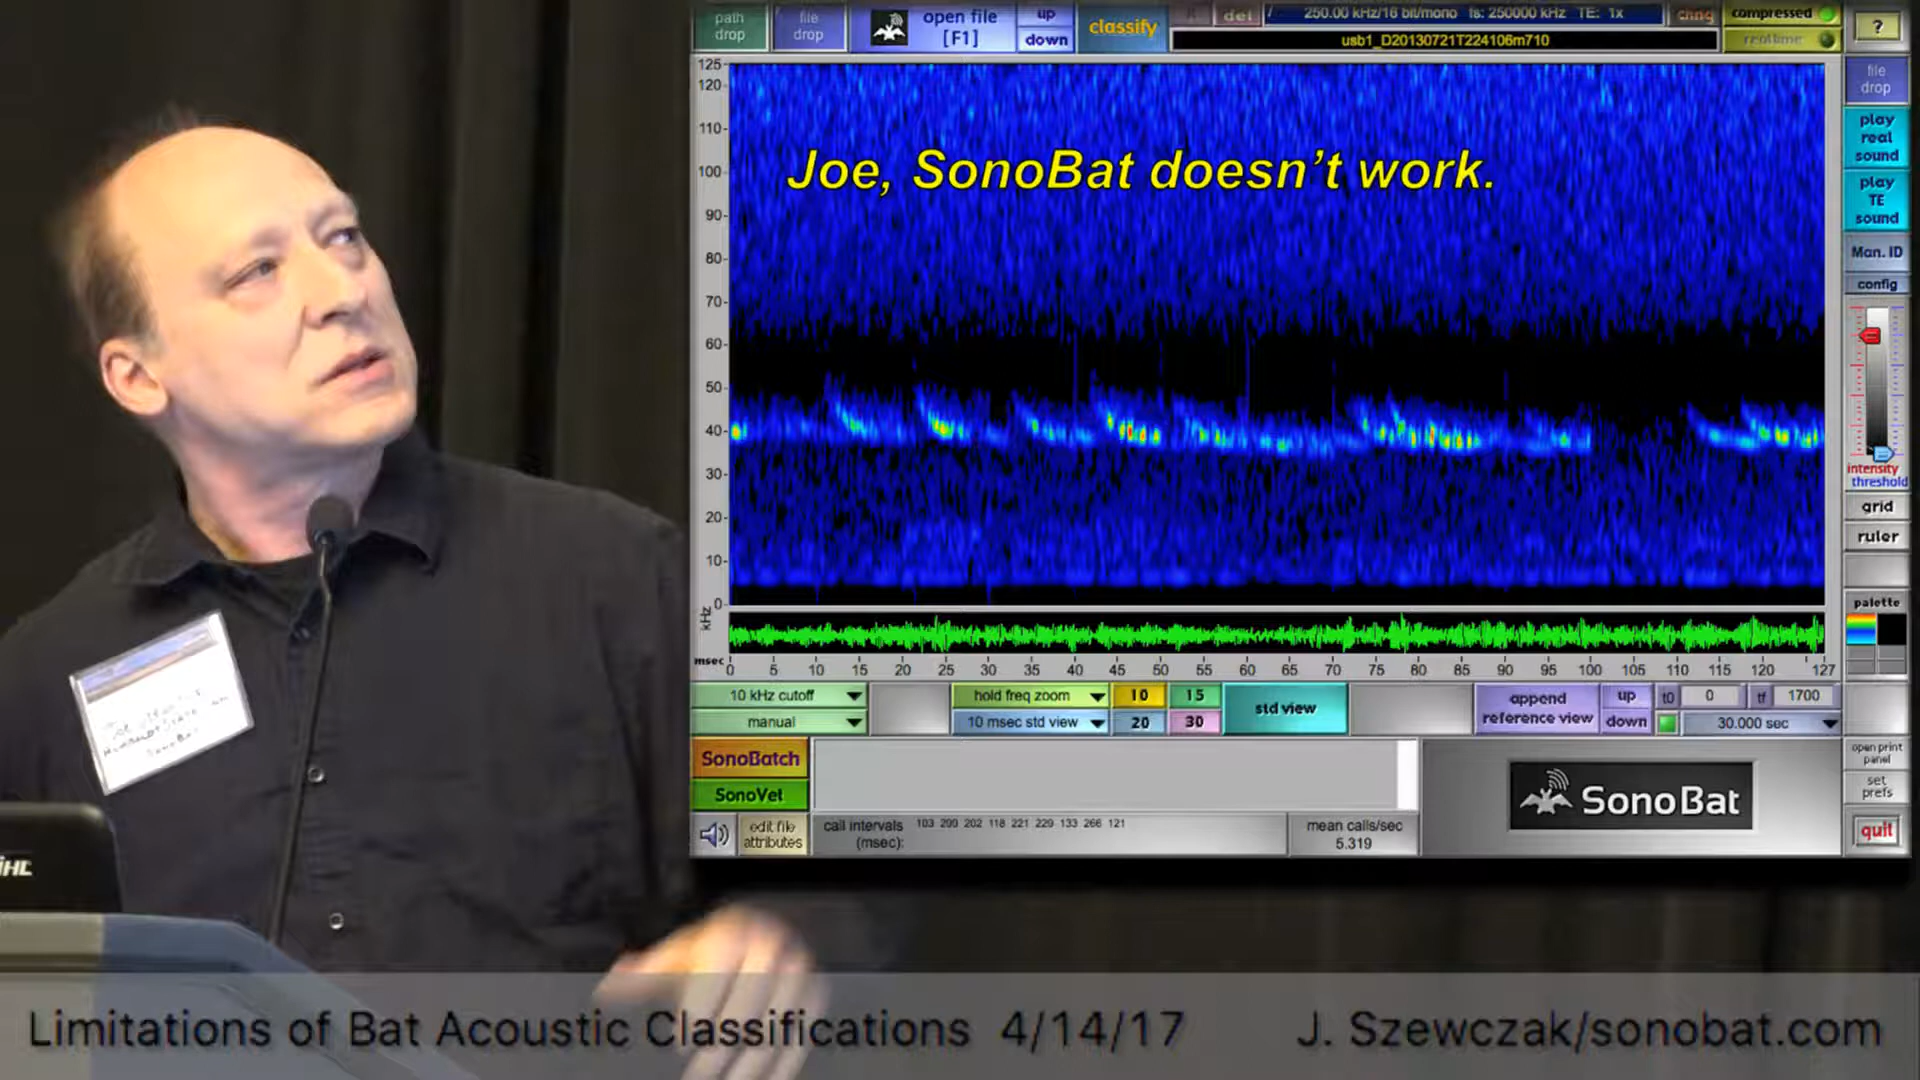 path
drop
file
drop
open file
[F1]
up
down
classify
del
250.00 kHz/16 bit/mono fs: 250000 kHz TE: 1x
chng
usb1_D20130721T224106m710
compressed
realtime
?
file
drop
play
real
sound
play
TE
sound
Man. ID
config
intensity
threshold
grid
ruler
palette
Joe, SonoBat doesn't work.
125
120
110
100
90
80
70
60
50
40
30
20
10
0
kHz
msec
0 5 10 15 20 25 30 35 40 45 50 55 60 65 70 75 80 85 90 95 100 105 110 115 120 127
10 kHz cutoff
manual
hold freq zoom
10 msec std view
10 15
20 30
std view
append
reference view
up
down
t0 0 tf 1700
30.000 sec
SonoBatch
SonoVet
edit file
attributes
call intervals
(msec):
103 299 202 118 221 229 133 266 121
mean calls/sec
5.319
SonoBat
open print
panel
set
prefs
quit
Limitations of Bat Acoustic Classifications 4/14/17
J. Szewczak/sonobat.com